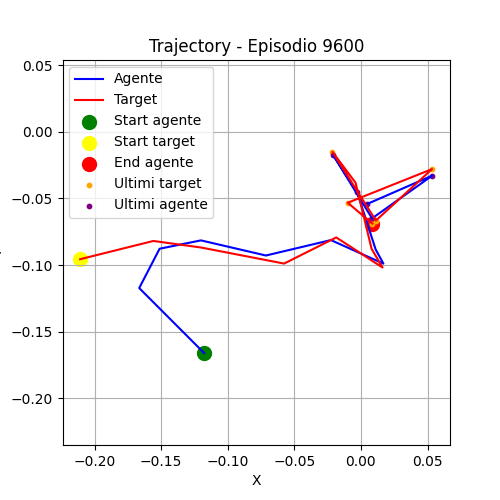 Trajectory - Episodio 9600
0.05
0.00
−0.05
−0.10
−0.15
−0.20
Agente
Target
Start agente
Start target
End agente
Ultimi target
Ultimi agente
−0.20
−0.15
−0.10
−0.05
0.00
0.05
X